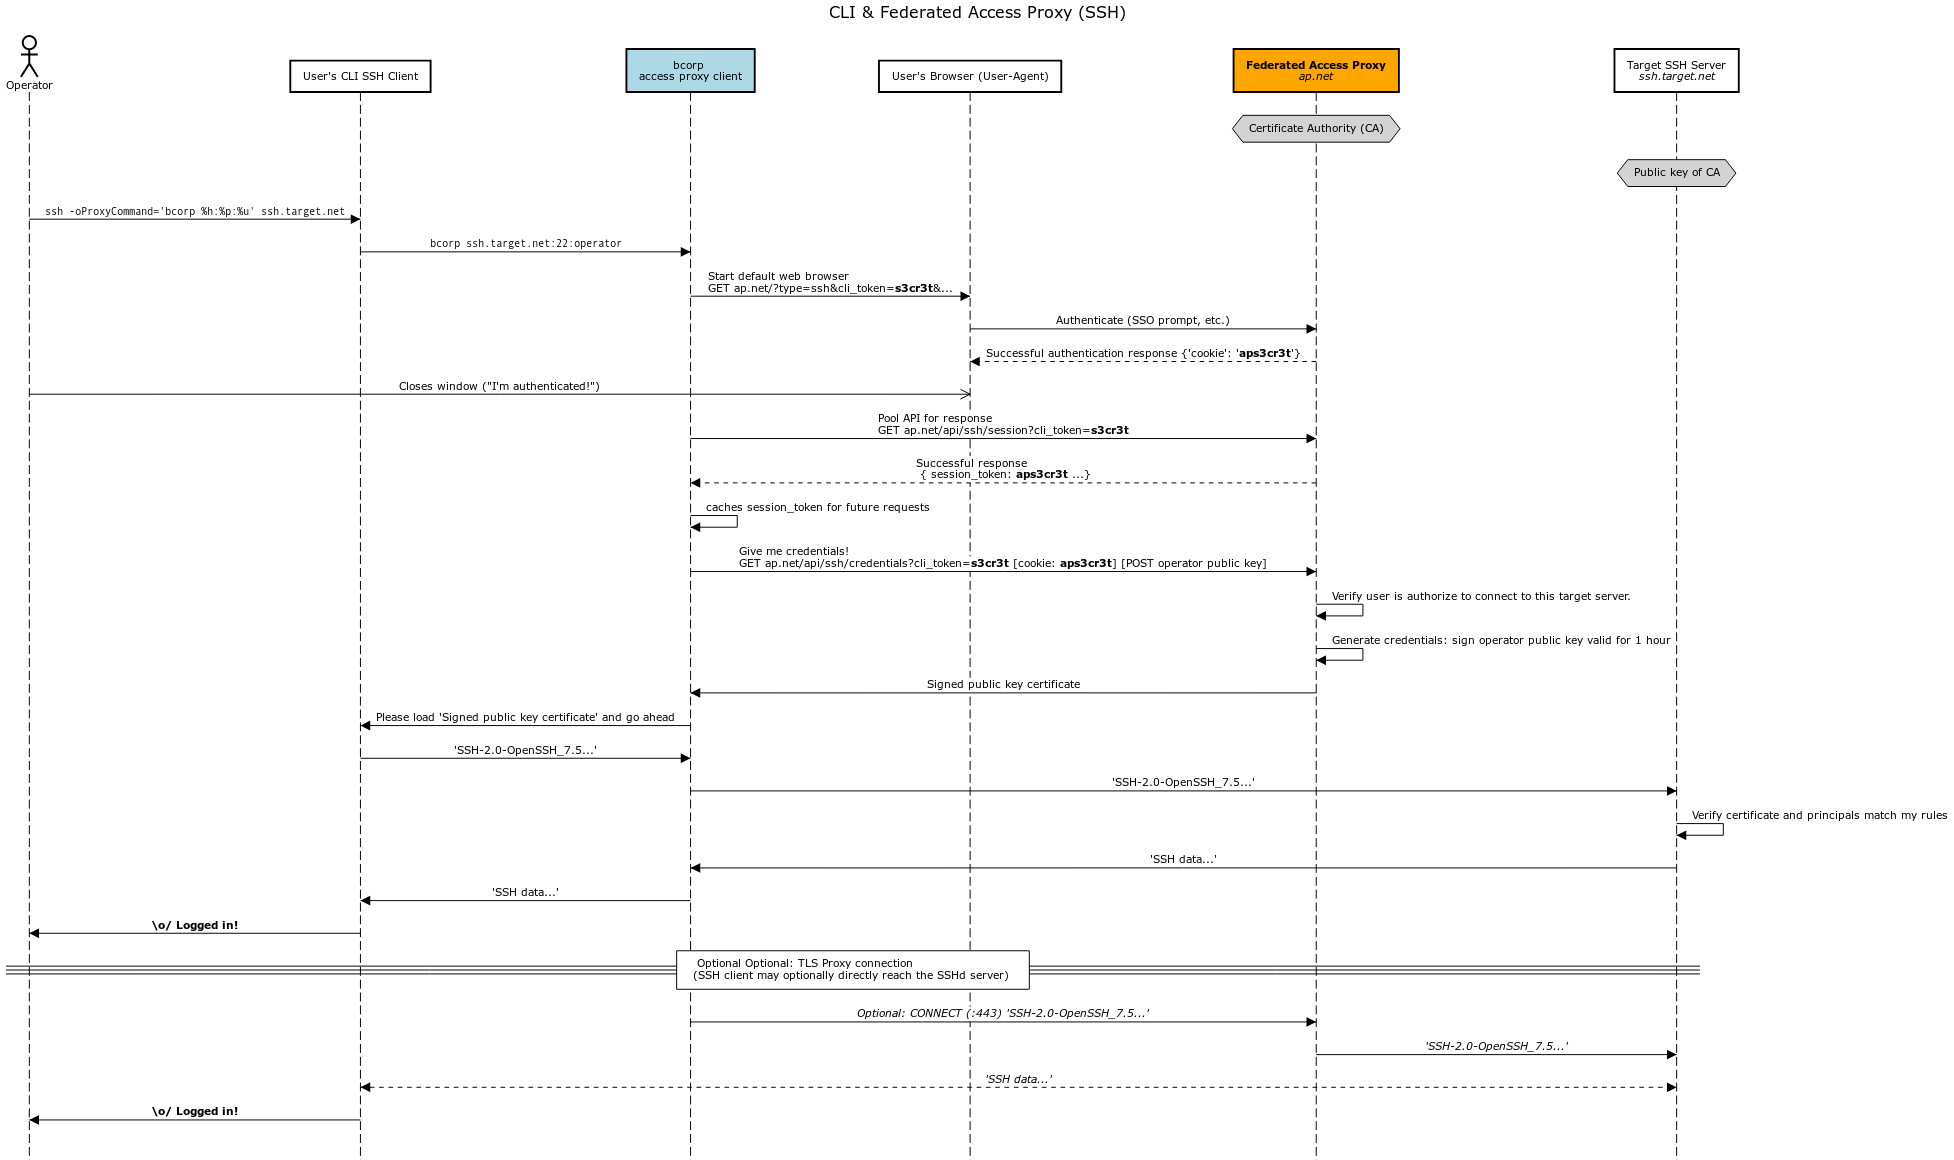 CLI & Federated Access Proxy (SSH)
Operator
User's CLI SSH Client
bcorp
access proxy client
User's Browser (User-Agent)
Federated Access Proxy
ap.net
Target SSH Server
ssh.target.net
Certificate Authority (CA)
Public key of CA
ssh -oProxyCommand='bcorp %h:%p:%u' ssh.target.net
bcorp ssh.target.net:22:operator
Start default web browser
GET ap.net/?type=ssh&cli_token=s3cr3t&...
Authenticate (SSO prompt, etc.)
Successful authentication response {'cookie': 'aps3cr3t'}
Closes window ("I'm authenticated!")
Pool API for response
GET ap.net/api/ssh/session?cli_token=s3cr3t
Successful response
{ session_token: aps3cr3t ...}
caches session_token for future requests
Give me credentials!
GET ap.net/api/ssh/credentials?cli_token=s3cr3t [cookie: aps3cr3t] [POST operator public key]
Verify user is authorize to connect to this target server.
Generate credentials: sign operator public key valid for 1 hour
Signed public key certificate
Please load 'Signed public key certificate' and go ahead
'SSH-2.0-OpenSSH_7.5...'
'SSH-2.0-OpenSSH_7.5...'
Verify certificate and principals match my rules
'SSH data...'
'SSH data...'
\o/ Logged in!
Optional Optional: TLS Proxy connection
(SSH client may optionally directly reach the SSHd server)
Optional: CONNECT (:443) 'SSH-2.0-OpenSSH_7.5...'
'SSH-2.0-OpenSSH_7.5...'
'SSH data...'
\o/ Logged in!